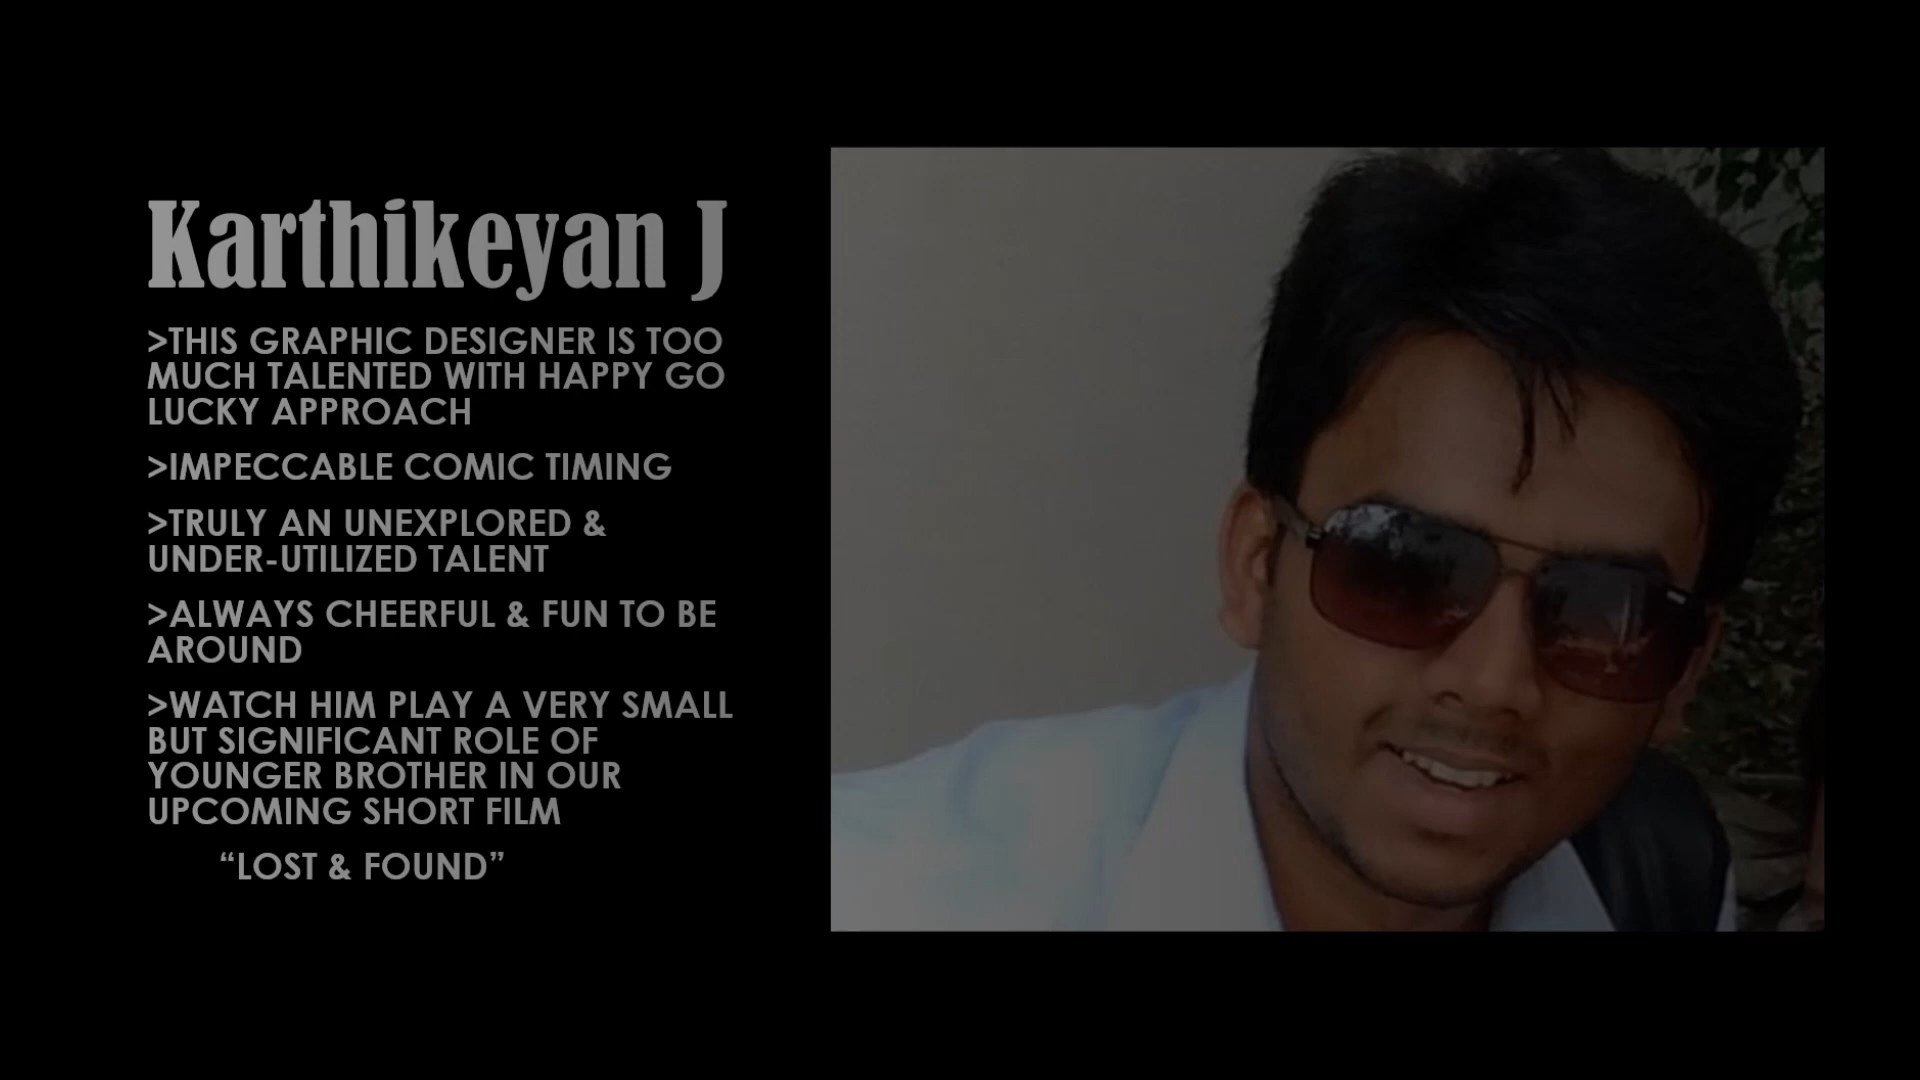 Karthikeyan J
>THIS GRAPHIC DESIGNER IS TOO
MUCH TALENTED WITH HAPPY GO
LUCKY APPROACH
>IMPECCABLE COMIC TIMING
>TRULY AN UNEXPLORED &
UNDER-UTILIZED TALENT
>ALWAYS CHEERFUL & FUN TO BE
AROUND
>WATCH HIM PLAY A VERY SMALL
BUT SIGNIFICANT ROLE OF
YOUNGER BROTHER IN OUR
UPCOMING SHORT FILM
“LOST & FOUND”